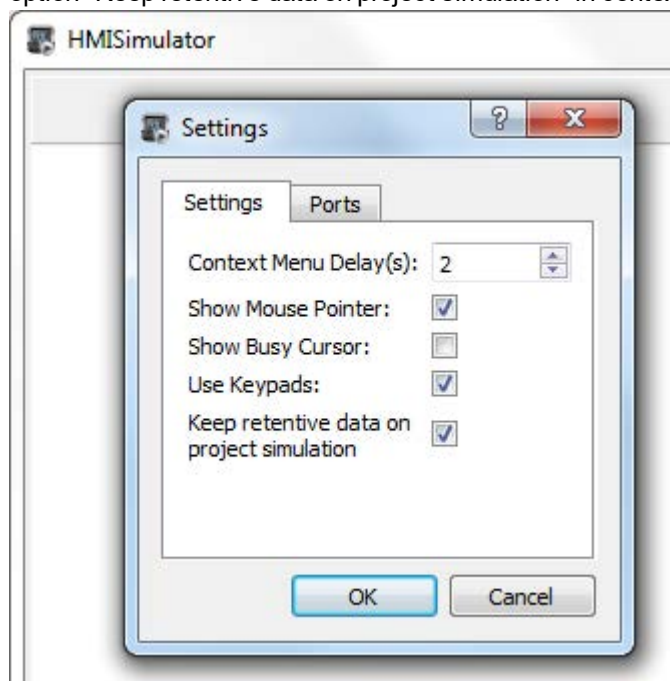 HMISimulator
Settings
Settings Ports
Context Menu Delay(s): 2
Show Mouse Pointer:
Show Busy Cursor:
Use Keypads:
Keep retentive data on
project simulation
OK Cancel